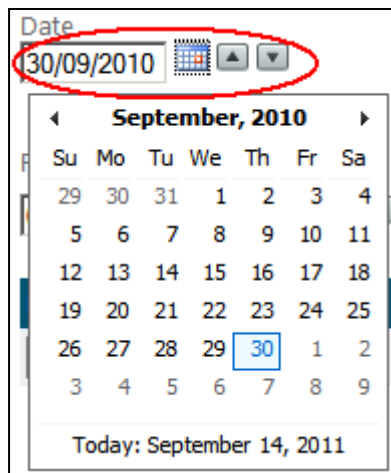 Date
30/09/2010
September, 2010
Su Mo Tu We Th Fr Sa
29 30 31 1 2 3 4
5 6 7 8 9 10 11
12 13 14 15 16 17 18
19 20 21 22 23 24 25
26 27 28 29 30 1 2
3 4 5 6 7 8 9
Today: September 14, 2011